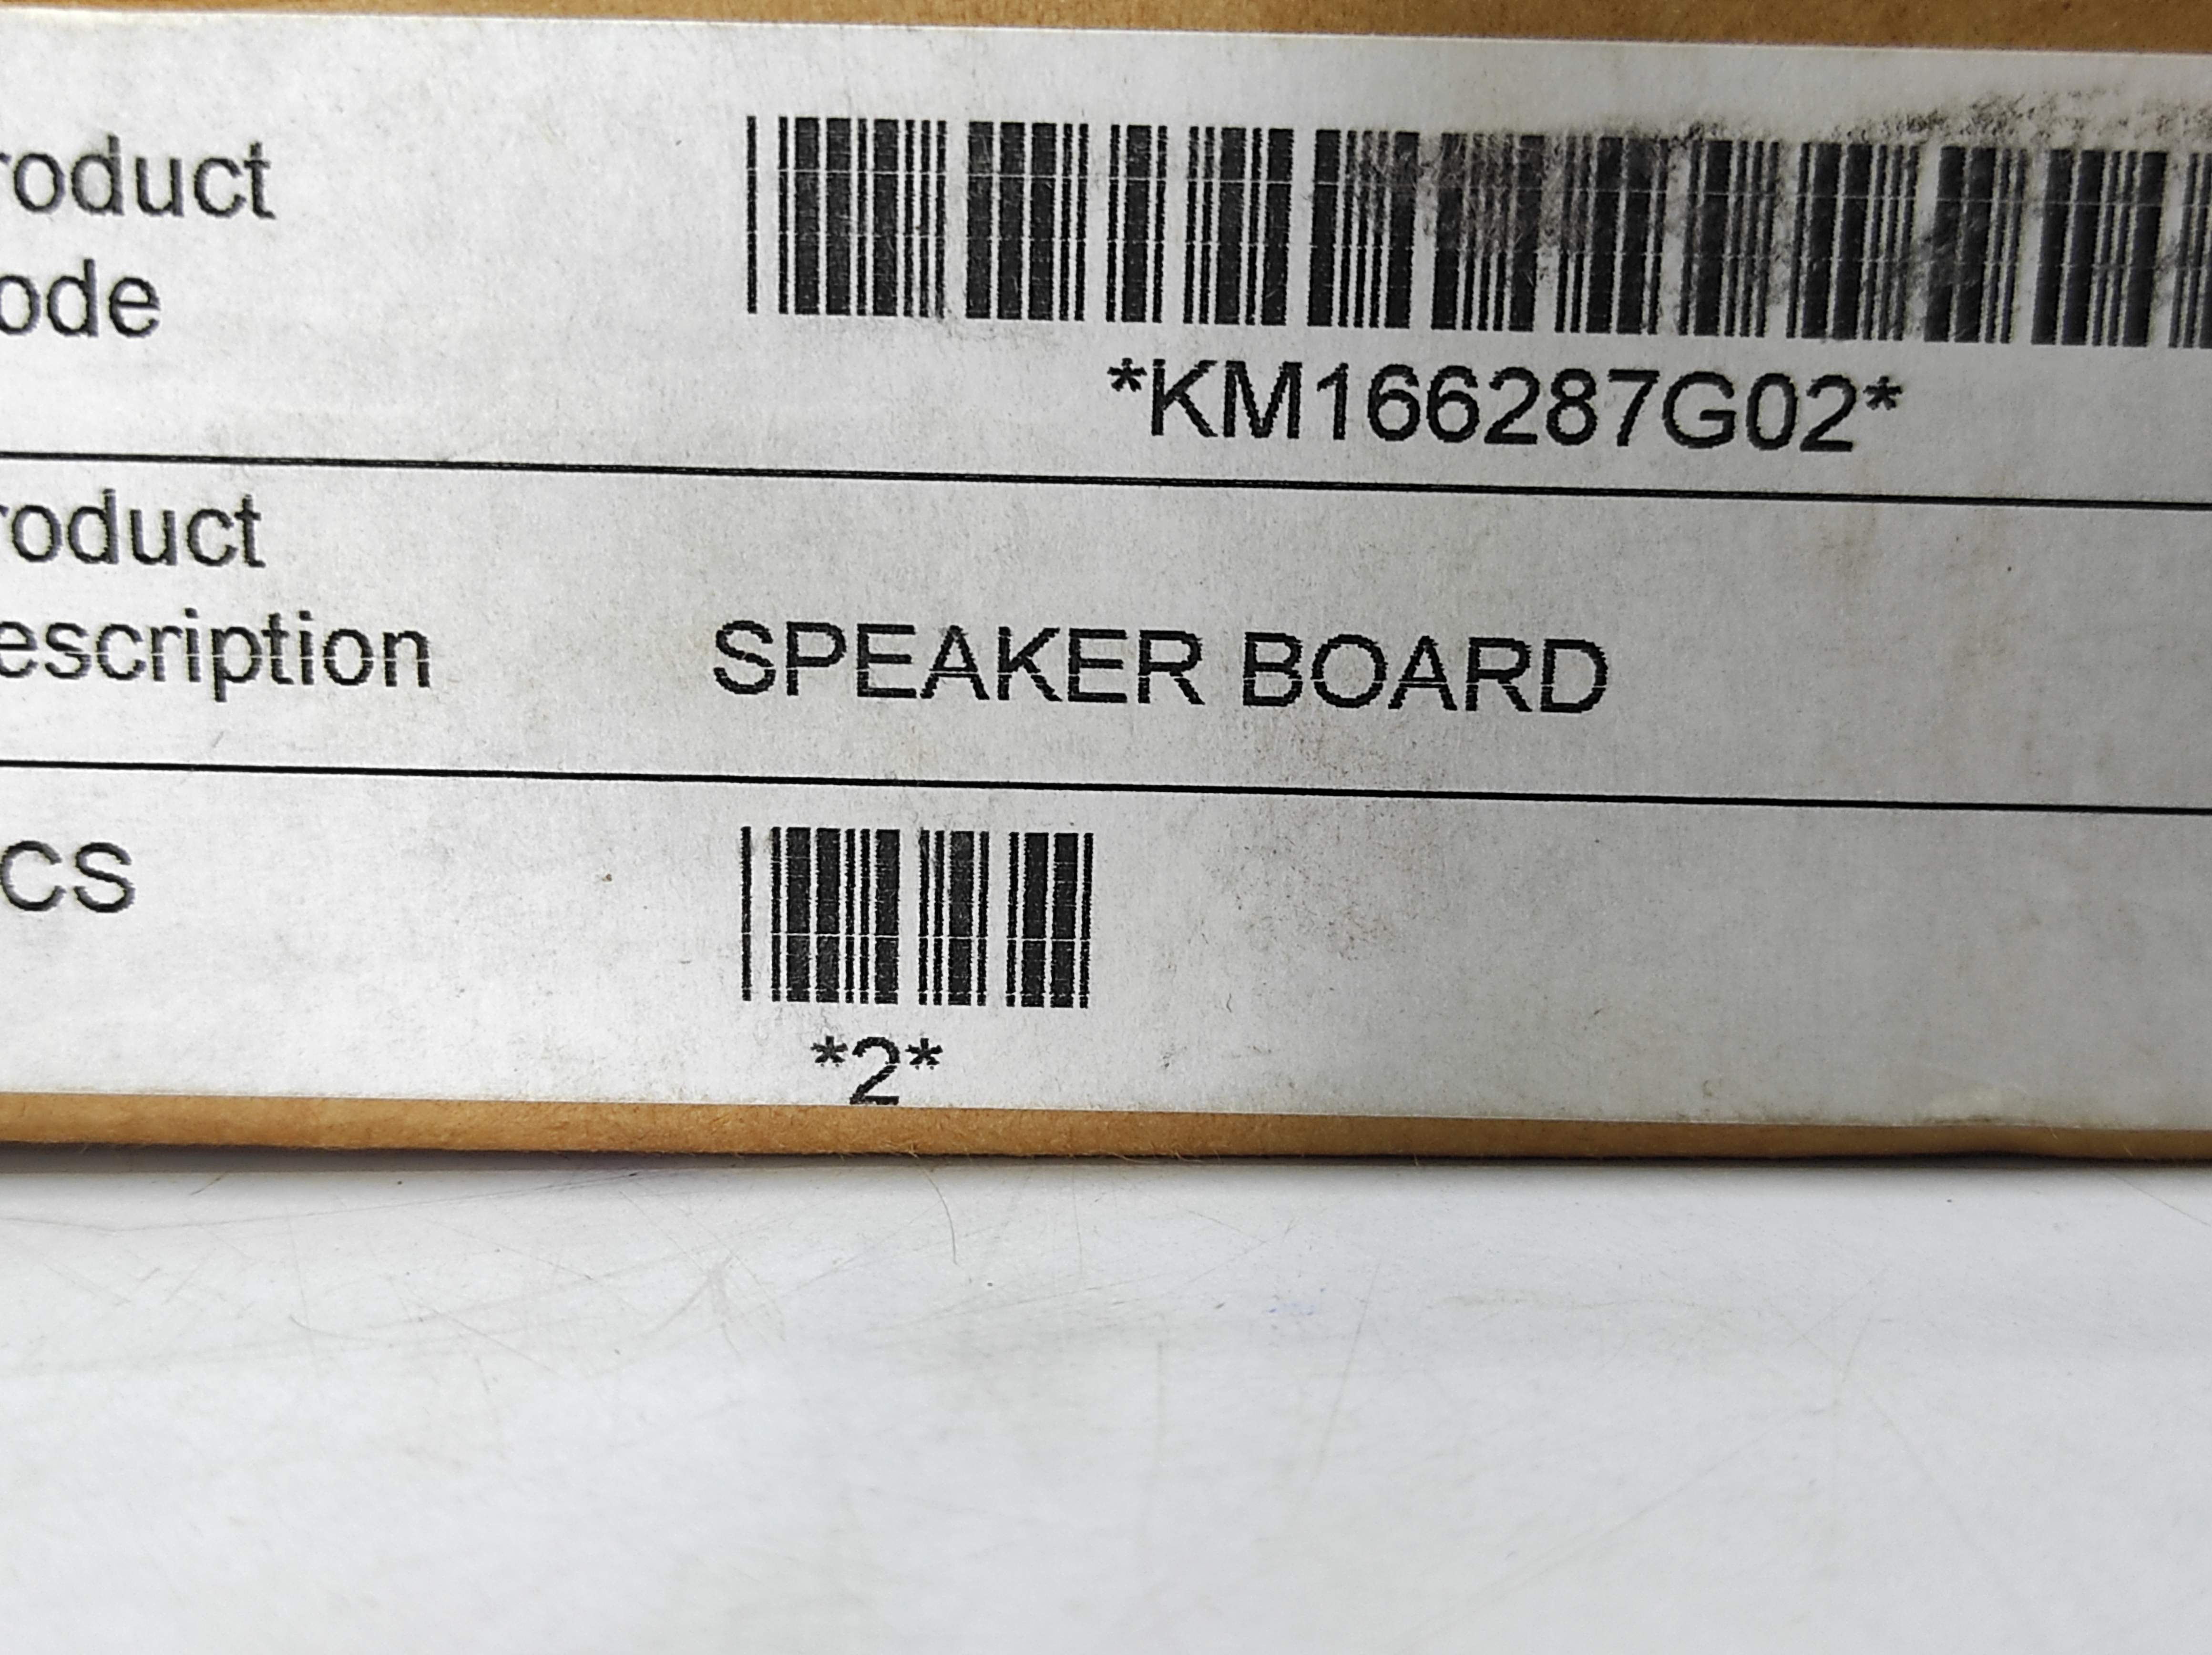 roduct
ode
*KM166287G02*
roduct
escription
SPEAKER BOARD
CS
*2*